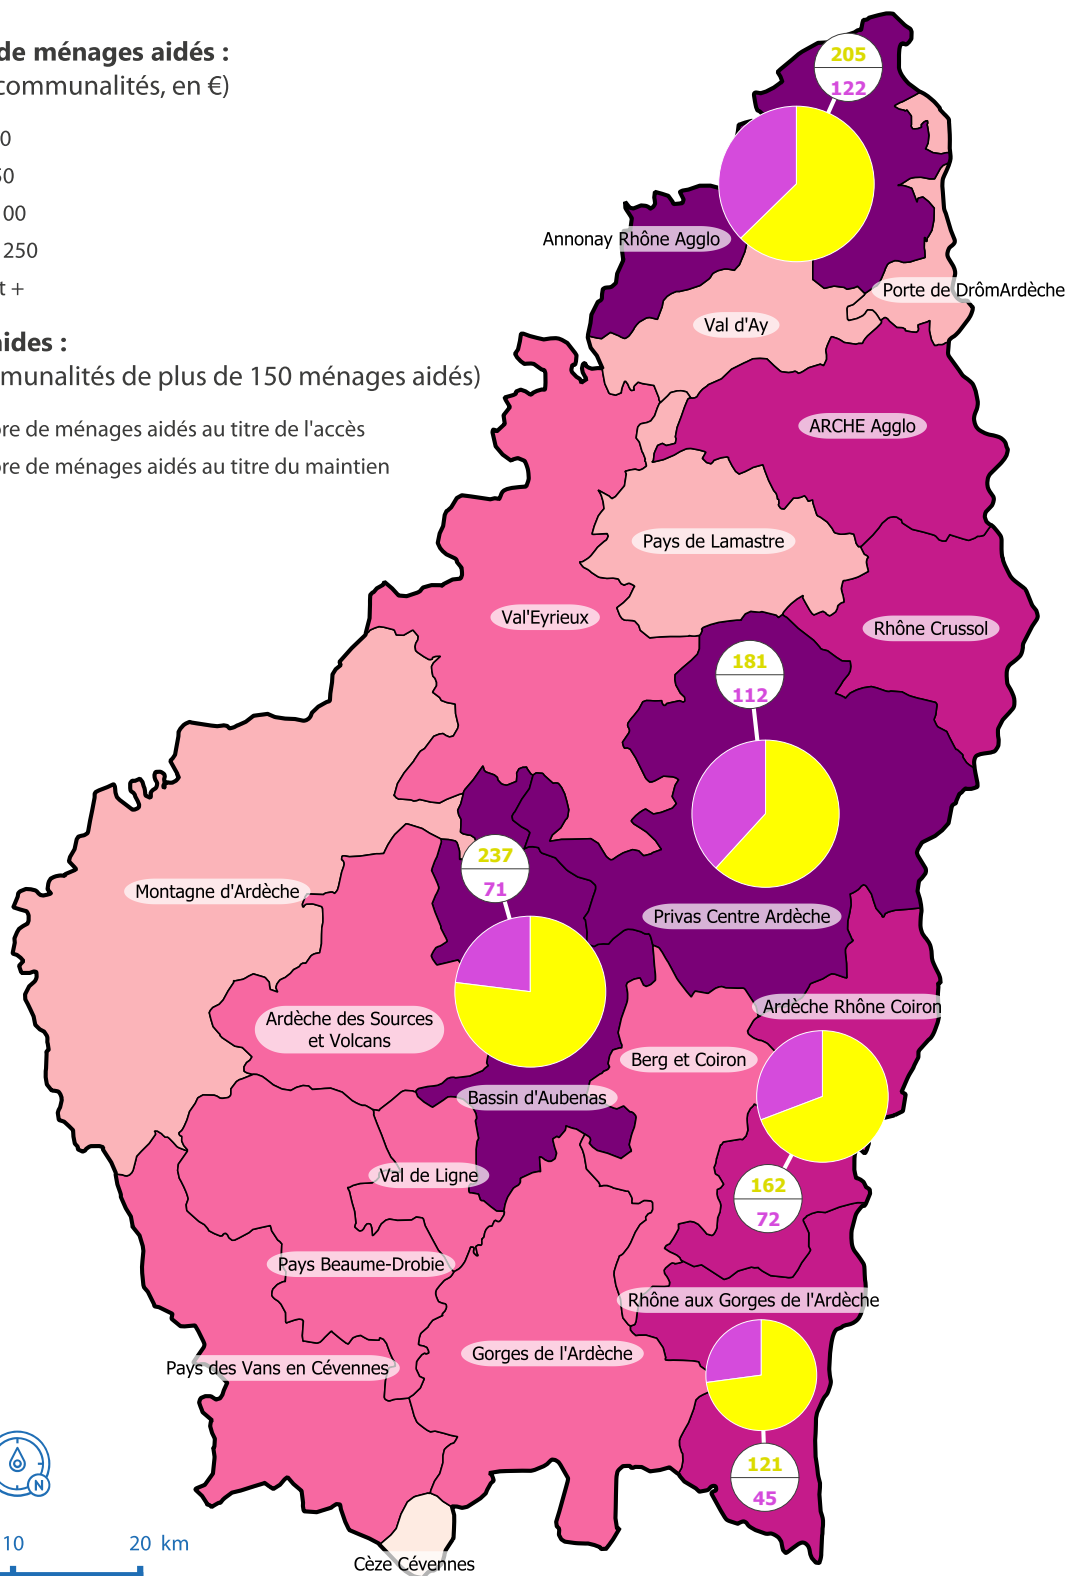 de ménages aidés :
communalités, en €)
0
50
00
250
t +
aides :
mmunalités de plus de 150 ménages aidés)
bre de ménages aidés au titre de l'accès
bre de ménages aidés au titre du maintien
205
122
Annonay Rhône Agglo
Porte de DrômArdèche
Val d'Ay
ARCHE Agglo
Pays de Lamastre
Val'Eyrieux
Rhône Crussol
181
112
237
71
Montagne d'Ardèche
Privas Centre Ardèche
Ardèche Rhône Coiron
Ardèche des Sources
et Volcans
Berg et Coiron
Bassin d'Aubenas
Val de Ligne
162
72
Pays Beaume-Drobie
Rhône aux Gorges de l'Ardèche
Gorges de l'Ardèche
Pays des Vans en Cévennes
121
45
N
10
20 km
Cèze Cévennes